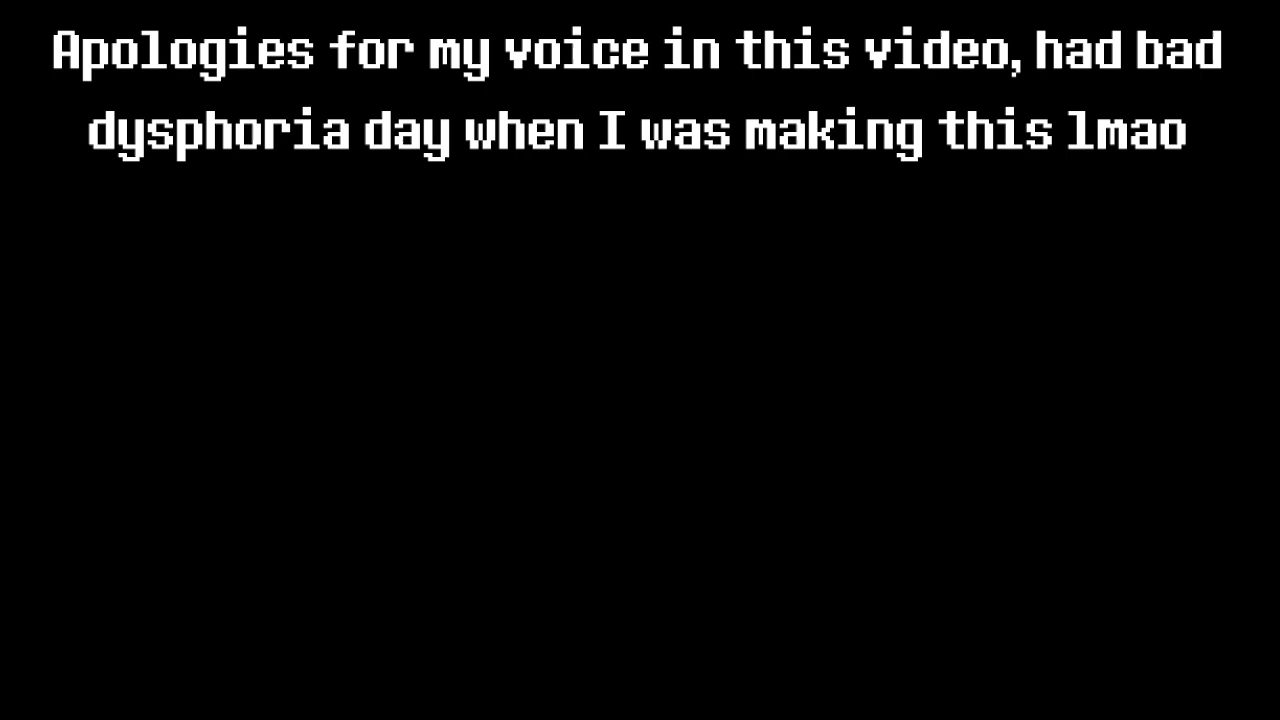 Apologies for my voice in this video, had bad
dysphoria day when I was making this lmao